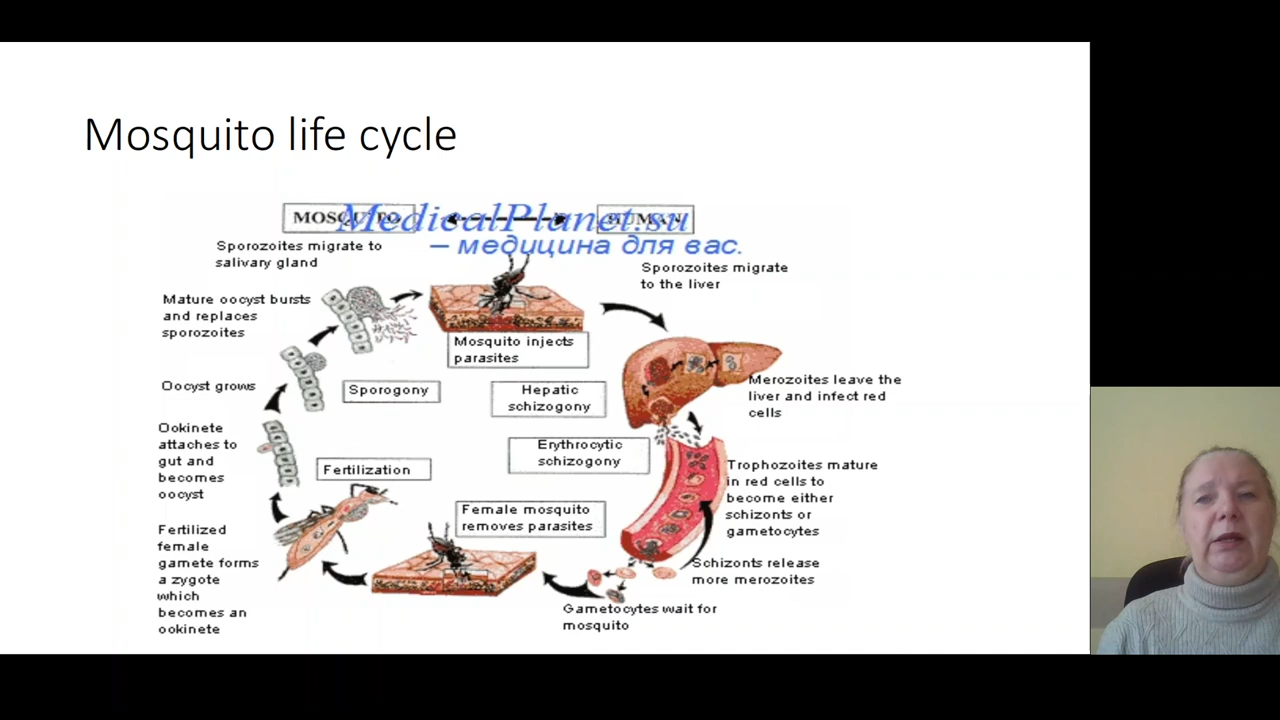 Mosquito life cycle
MOSQUITO
HUMAN
MedicalPlanet.su
– медицина для вас.
Sporozoites migrate to
salivary gland
Sporozoites migrate
to the liver
Mature oocyst bursts
and replaces
sporozoites
Mosquito injects
parasites
Oocyst grows
Sporogony
Hepatic
schizogony
Merozoites leave the
liver and infect red
cells
Ookinete
attaches to
gut and
becomes
oocyst
Erythrocytic
schizogony
Fertilization
Trophozoites mature
in red cells to
become either
schizonts or
gametocytes
Female mosquito
removes parasites
Fertilized
female
gamete forms
a zygote
which
becomes an
ookinete
Schizonts release
more merozoites
Gametocytes wait for
mosquito